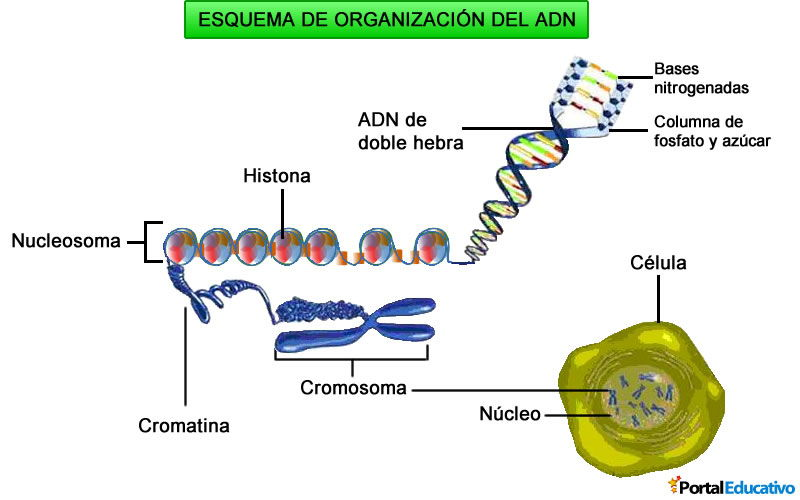 ESQUEMA DE ORGANIZACIÓN DEL ADN
Bases
nitrogenadas
ADN de
doble hebra
Columna de
fosfato y azúcar
Histona
Nucleosoma
Célula
Cromosoma
Núcleo
Cromatina
PortalEducativo